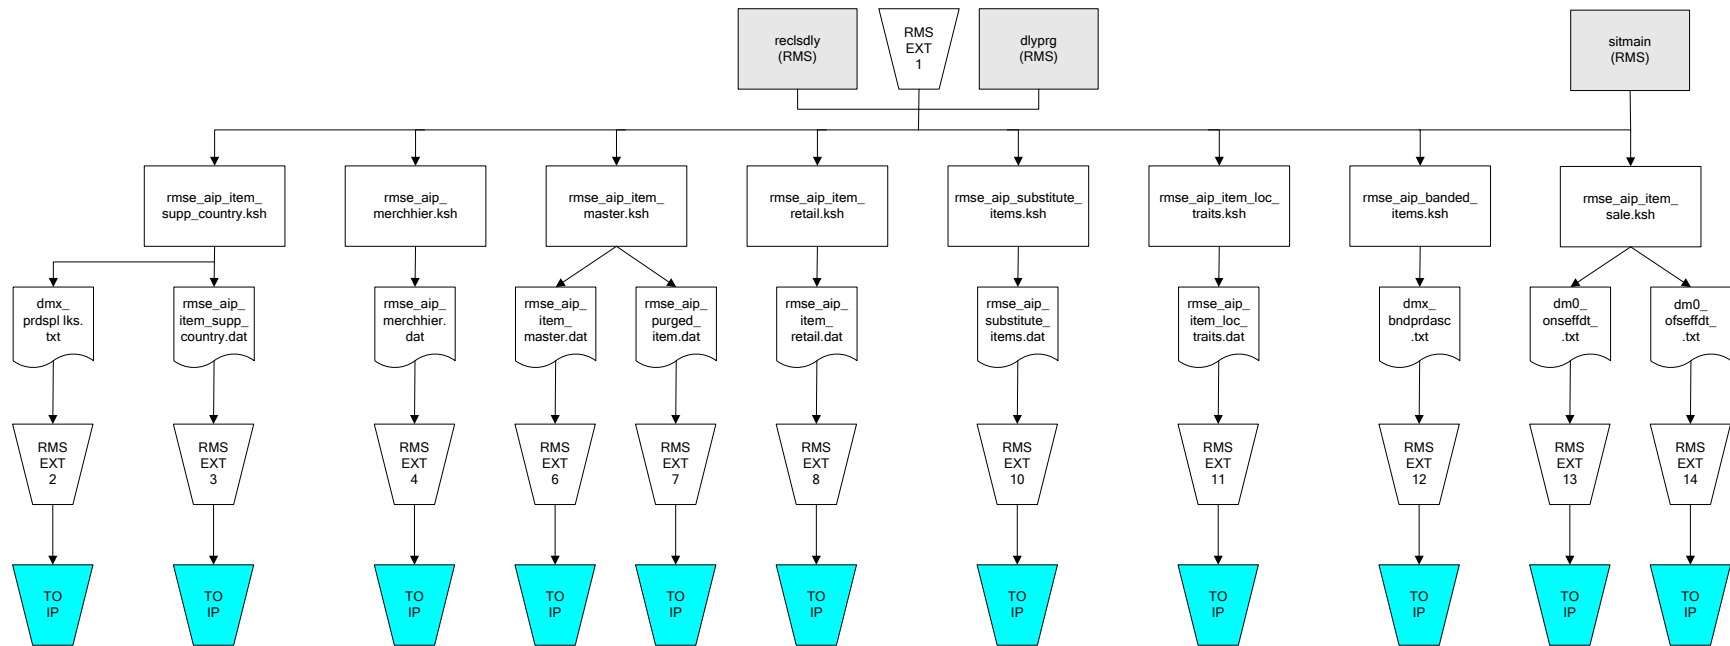 reclsdly
(RMS)
RMS
EXT
1
dlyprg
(RMS)
sitmain
(RMS)
rmse_aip_item_
supp_country.ksh
rmse_aip_
merchhier.ksh
rmse_aip_item_
master.ksh
rmse_aip_item_
retail.ksh
rmse_aip_substitute_
items.ksh
rmse_aip_item_loc_
traits.ksh
rmse_aip_banded_
items.ksh
rmse_aip_item_
sale.ksh
dmx_
prdspl lks.
txt
rmse_aip_
item_supp_
country.dat
rmse_aip_
merchhier.
dat
rmse_aip_
item_
master.dat
rmse_aip_
purged_
item.dat
rmse_aip_
item_
retail.dat
rmse_aip_
substitute_
items.dat
rmse_aip_
item_loc_
traits.dat
dmx_
bndprdasc
.txt
dm0_
onseffdt_
.txt
dm0_
ofseffdt_
.txt
RMS
EXT
2
RMS
EXT
3
RMS
EXT
4
RMS
EXT
6
RMS
EXT
7
RMS
EXT
8
RMS
EXT
10
RMS
EXT
11
RMS
EXT
12
RMS
EXT
13
RMS
EXT
14
TO
IP
TO
IP
TO
IP
TO
IP
TO
IP
TO
IP
TO
IP
TO
IP
TO
IP
TO
IP
TO
IP